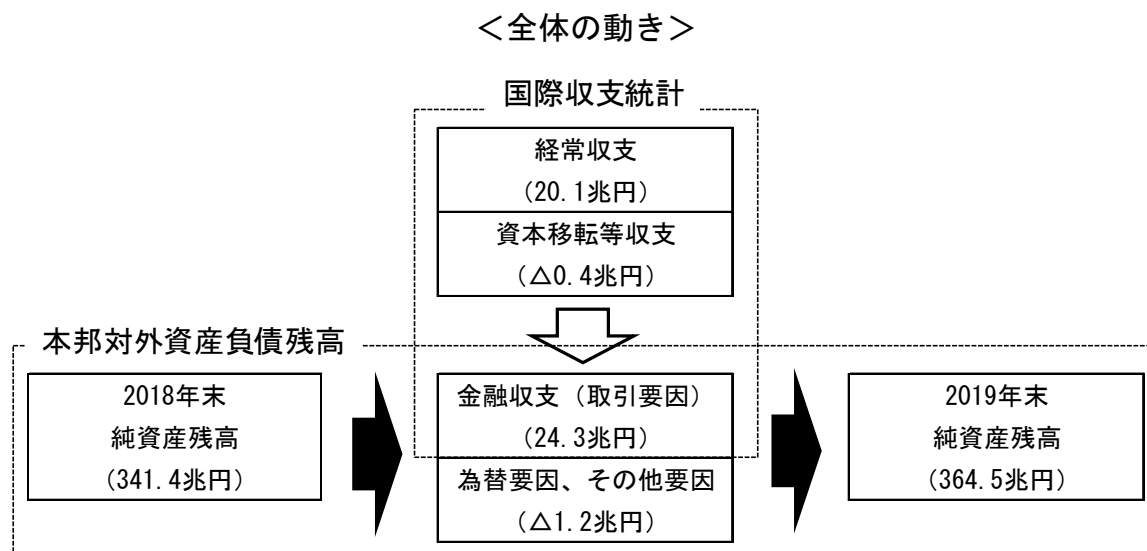 ＜全体の動き＞
国際収支統計
経常収支
（20.1兆円）
資本移転等収支
（△0.4兆円）
本邦対外資産負債残高
2018年末
純資産残高
（341.4兆円）
金融収支（取引要因）
（24.3兆円）
為替要因、その他要因
（△1.2兆円）
2019年末
純資産残高
（364.5兆円）